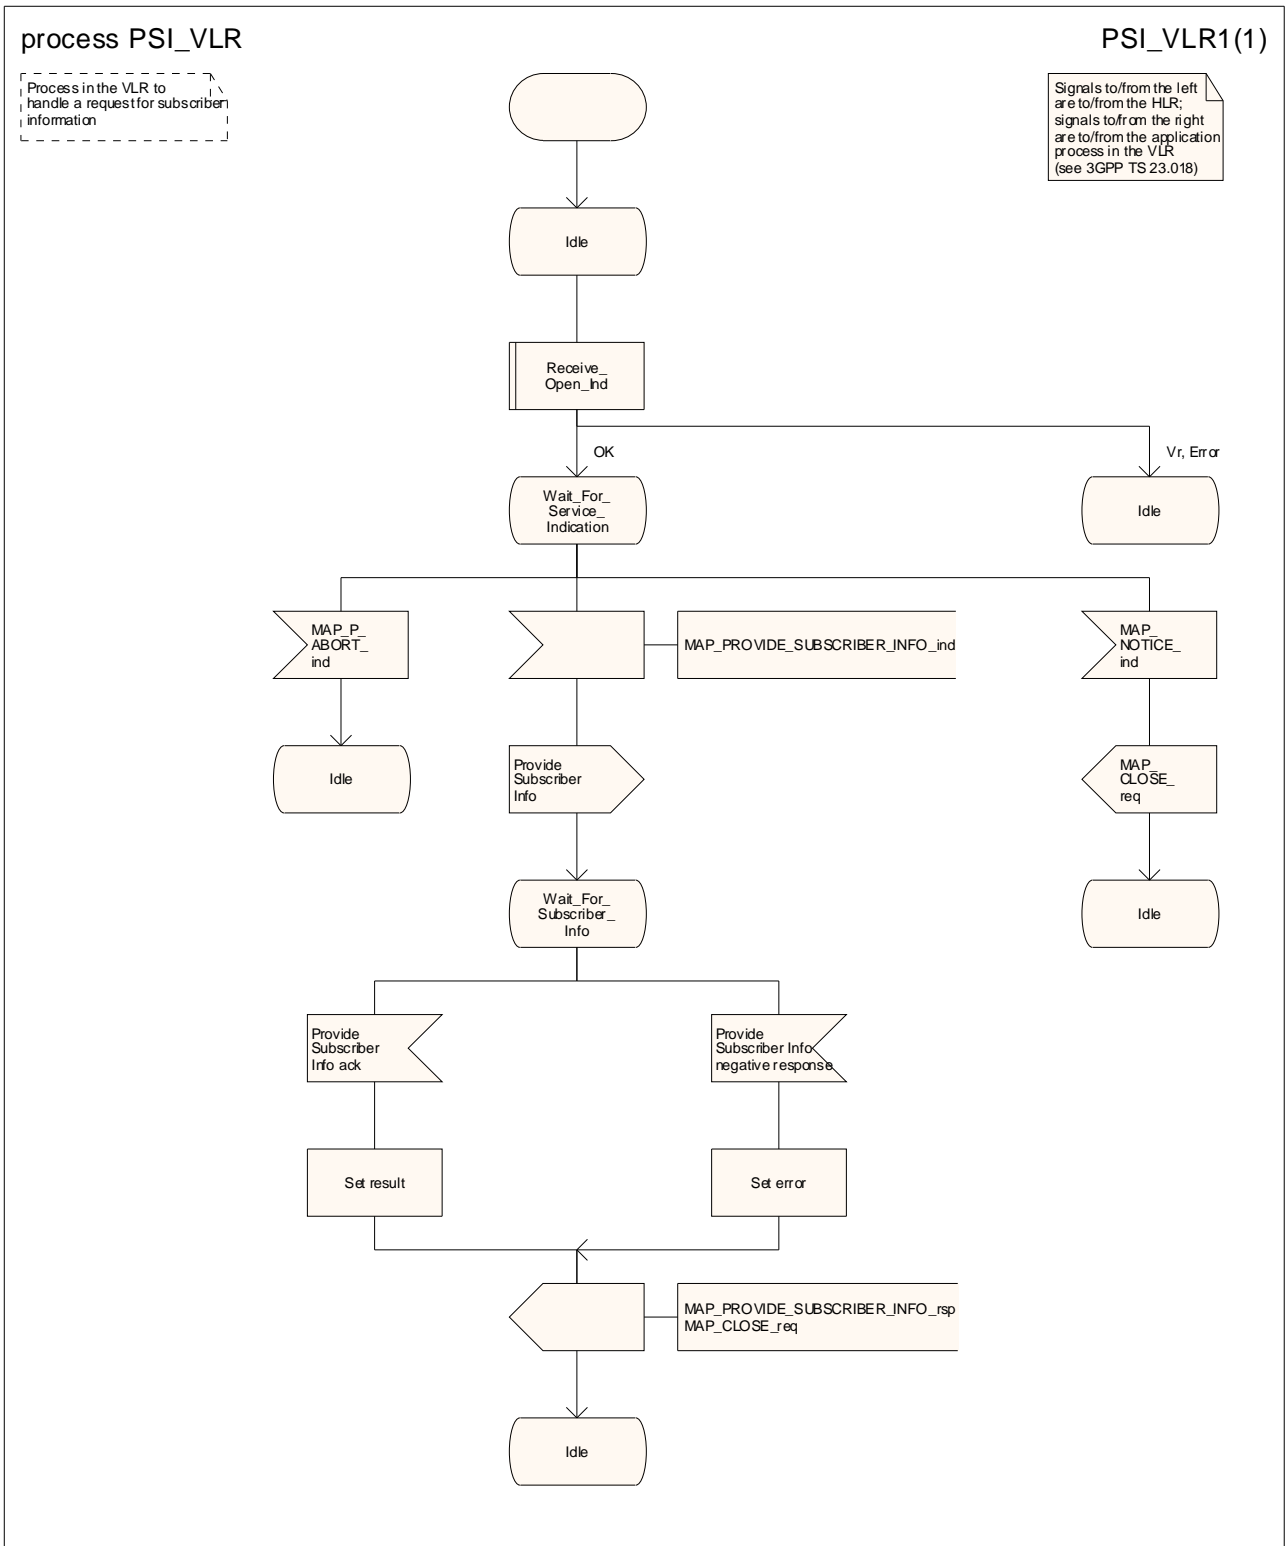 process PSI_VLR
PSI_VLR1(1)
Process in the VLR to
handle a request for subscriber
information
Signals to/from the left
are to/from the HLR;
signals to/from the right
are to/from the application
process in the VLR
(see 3GPP TS 23.018)
Idle
Receive_
Open_Ind
OK
Vr, Error
Wait_For_
Service_
Indication
Idle
MAP_P_
ABORT_
ind
MAP_PROVIDE_SUBSCRIBER_INFO_ind
MAP_
NOTICE_
ind
Idle
Provide
Subscriber
Info
MAP_
CLOSE_
req
Wait_For_
Subscriber_
Info
Idle
Provide
Subscriber
Info ack
Provide
Subscriber Info
negative response
Set result
Set error
MAP_PROVIDE_SUBSCRIBER_INFO_rsp
MAP_CLOSE_req
Idle